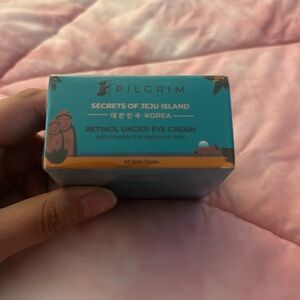 PILGRIM
SECRETS OF JEJU ISLAND
대한민국 · KOREA
RETINOL UNDER EYE CREAM
with Vitamin C & Hyaluronic Acid
All Skin Types